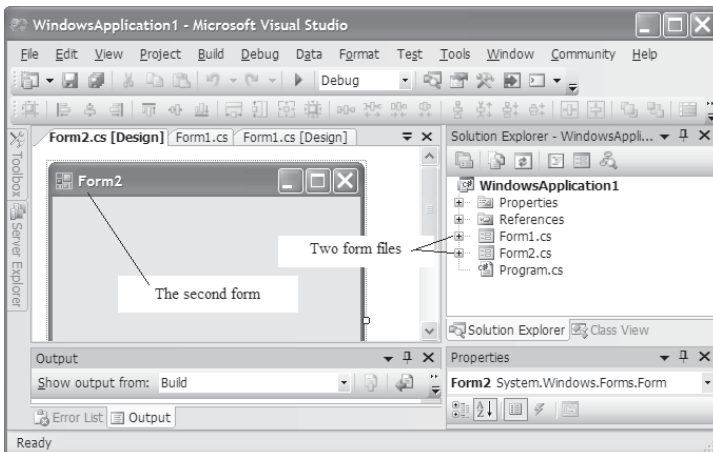 WindowsApplication1 - Microsoft Visual Studio
File Edit View Project Build Debug Data Format Test Tools Window Community Help
Debug
Toolbox
Server Explorer
Form2.cs [Design] Form1.cs Form1.cs [Design]
Form2
The second form
Two form files
Solution Explorer - WindowsAppli...
WindowsApplication1
Properties
References
Form1.cs
Form2.cs
Program.cs
Solution Explorer Class View
Output
Show output from: Build
Error List Output
Properties
Form2 System.Windows.Forms.Form
Ready